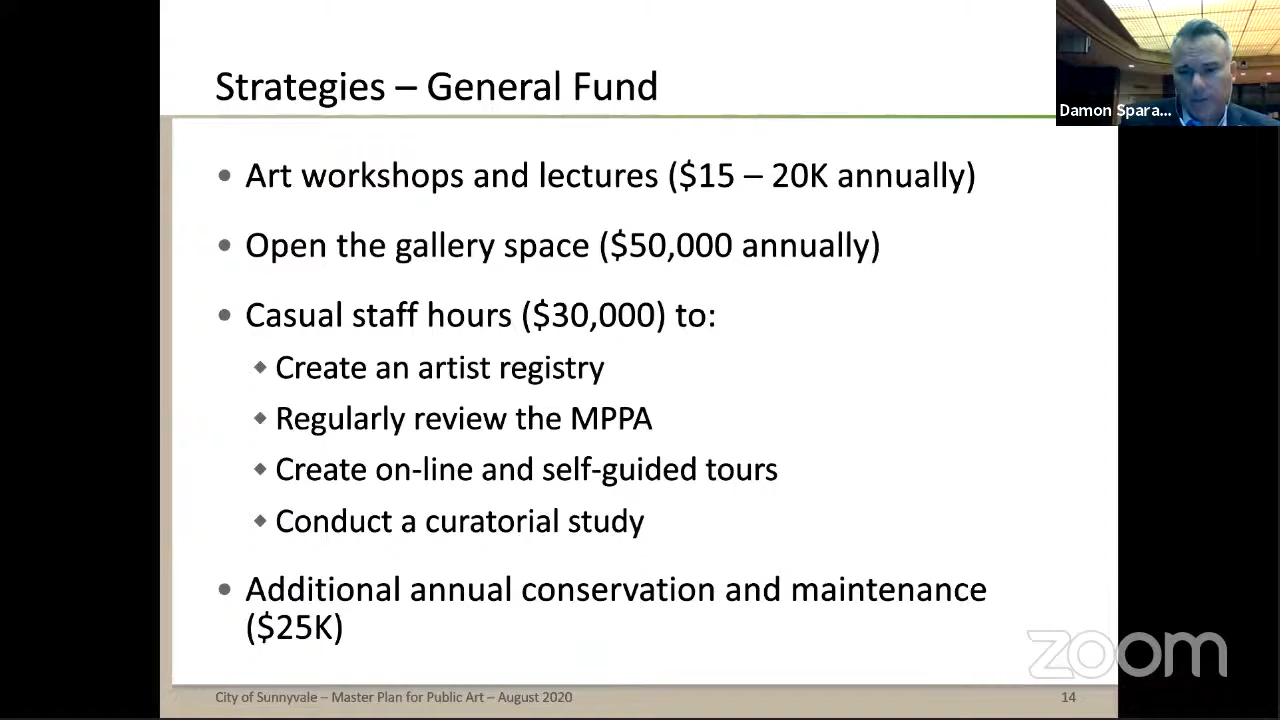 Strategies – General Fund
Damon Spara...
• Art workshops and lectures ($15 – 20K annually)
• Open the gallery space ($50,000 annually)
• Casual staff hours ($30,000) to:
◆ Create an artist registry
◆ Regularly review the MPPA
◆ Create on-line and self-guided tours
◆ Conduct a curatorial study
• Additional annual conservation and maintenance
($25K)
zoom
City of Sunnyvale – Master Plan for Public Art – August 2020
14